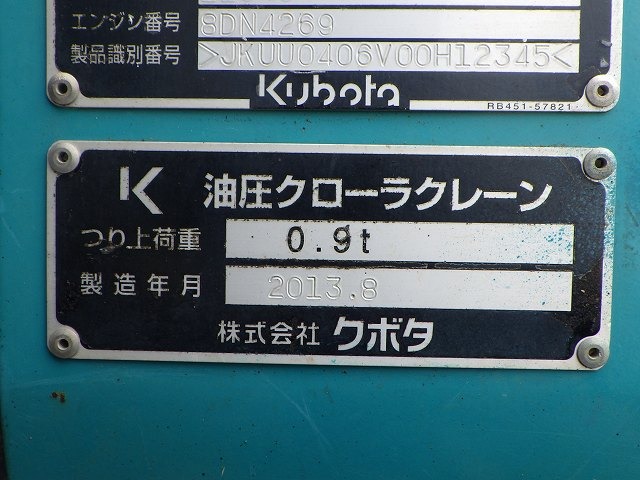 エンジン番号 8DN4269
製品識別番号 >JKUU0406V00H12345<
Kubota
RB451-57821
K 油圧クローラクレーン
つり上荷重 0.9t
製造年月 2013.8
株式会社 クボタ